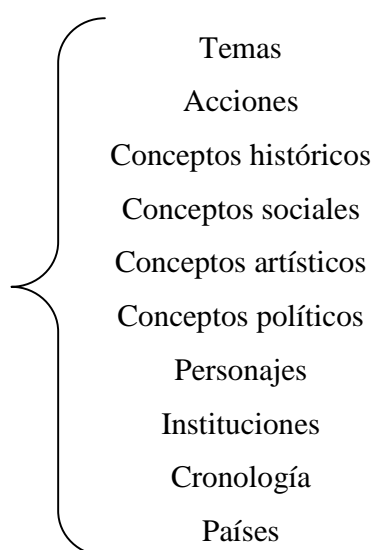 Temas
Acciones
Conceptos históricos
Conceptos sociales
Conceptos artísticos
Conceptos políticos
Personajes
Instituciones
Cronología
Países